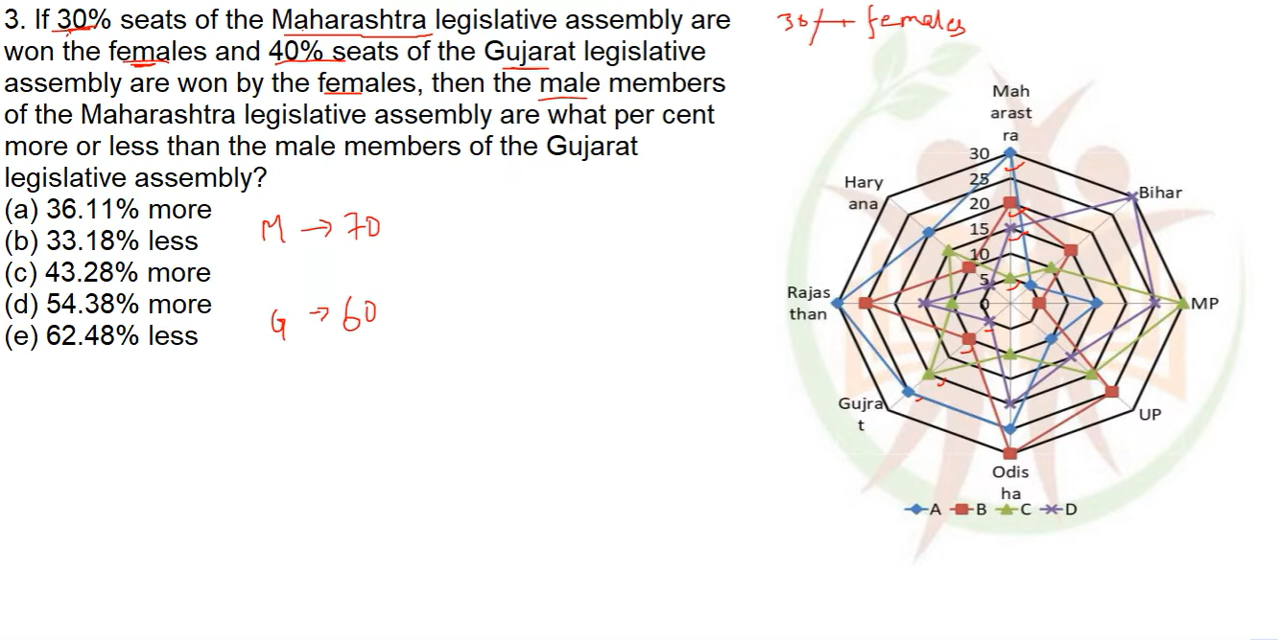 3. If 30% seats of the Maharashtra legislative assembly are
won the females and 40% seats of the Gujarat legislative
assembly are won by the females, then the male members
of the Maharashtra legislative assembly are what per cent
more or less than the male members of the Gujarat
legislative assembly?
(a) 36.11% more
(b) 33.18% less
(c) 43.28% more
(d) 54.38% more
(e) 62.48% less
M → 70
G → 60
females
Mah
arast
ra
30
25
20
15
10
5
0
Bihar
MP
UP
Odis
ha
Gujra
t
Rajas
than
Hary
ana
A B C D